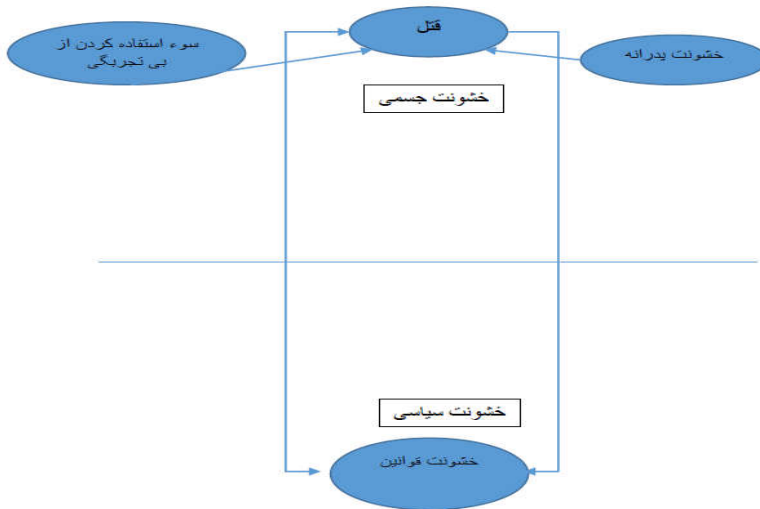 قتل
سوء استفاده کردن از
بی تجربگی
خشونت پدرانه
خشونت جسمی
خشونت سیاسی
خشونت قوانین